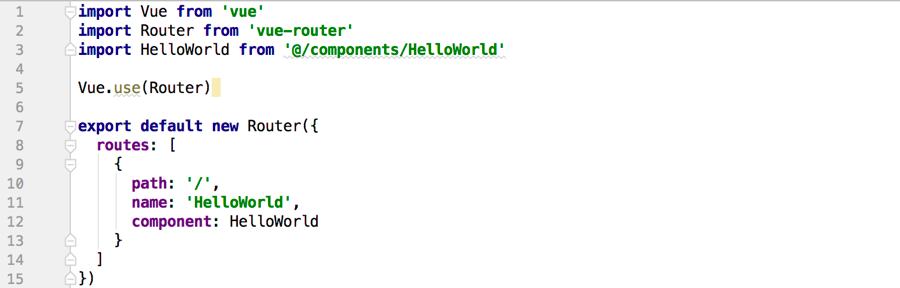 1 import Vue from 'vue'
2 import Router from 'vue-router'
3 import HelloWorld from '@/components/HelloWorld'
4
5 Vue.use(Router)
6
7 export default new Router({
8   routes: [
9     {
10       path: '/',
11       name: 'HelloWorld',
12       component: HelloWorld
13     }
14   ]
15 })